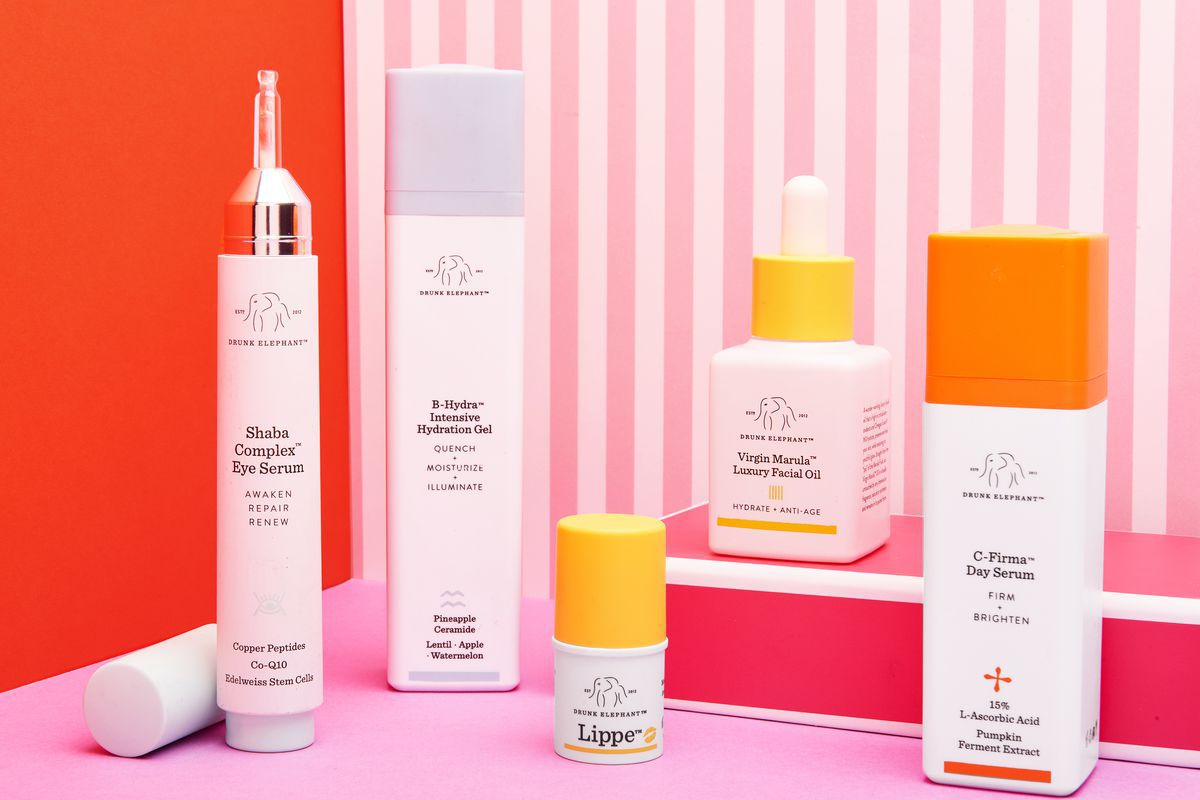 ESTᴰ 2012
DRUNK ELEPHANT™
Shaba
Complex™
Eye Serum
AWAKEN
REPAIR
RENEW
Copper Peptides
Co-Q10
Edelweiss Stem Cells
ESTᴰ 2012
DRUNK ELEPHANT™
B-Hydra™
Intensive
Hydration Gel
QUENCH
+
MOISTURIZE
+
ILLUMINATE
Pineapple
Ceramide
Lentil · Apple
· Watermelon
EST 2012
DRUNK ELEPHANT™
Lippe™
ESTᴰ 2012
DRUNK ELEPHANT™
Virgin Marula™
Luxury Facial Oil
HYDRATE + ANTI-AGE
ESTᴰ 2012
DRUNK ELEPHANT™
C-Firma™
Day Serum
FIRM
+
BRIGHTEN
15%
L-Ascorbic Acid
Pumpkin
Ferment Extract